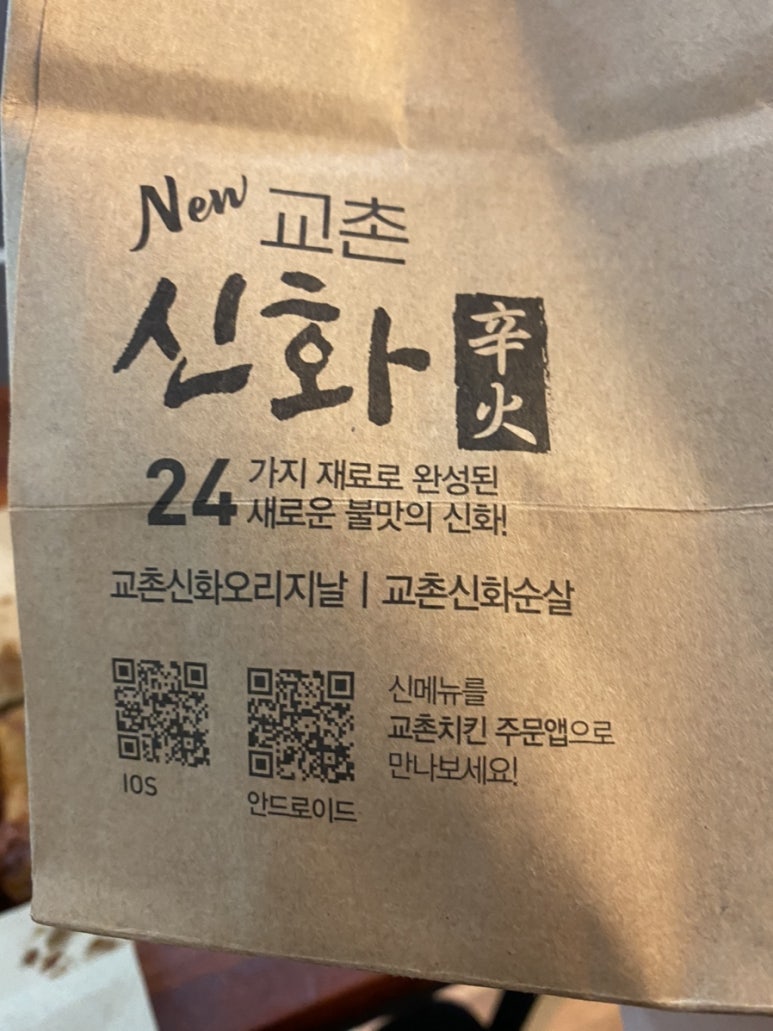 New 교촌
신화 辛火
24 가지 재료로 완성된
새로운 불맛의 신화!
교촌신화오리지날 | 교촌신화순살
신메뉴를
교촌치킨 주문앱으로
만나보세요!
IOS
안드로이드